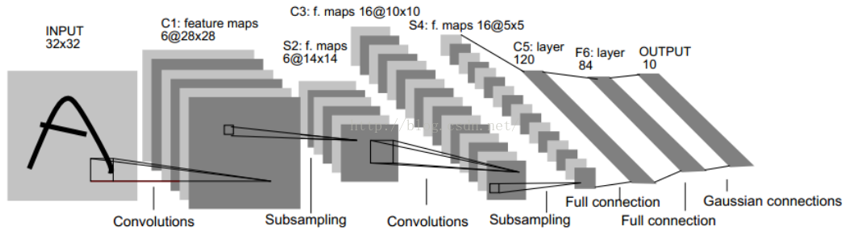 INPUT
32x32
C1: feature maps
6@28x28
S2: f. maps
6@14x14
C3: f. maps 16@10x10
S4: f. maps 16@5x5
C5: layer
120
F6: layer
84
OUTPUT
10
Convolutions
Subsampling
Convolutions
Subsampling
Full connection
Full connection
Gaussian connections